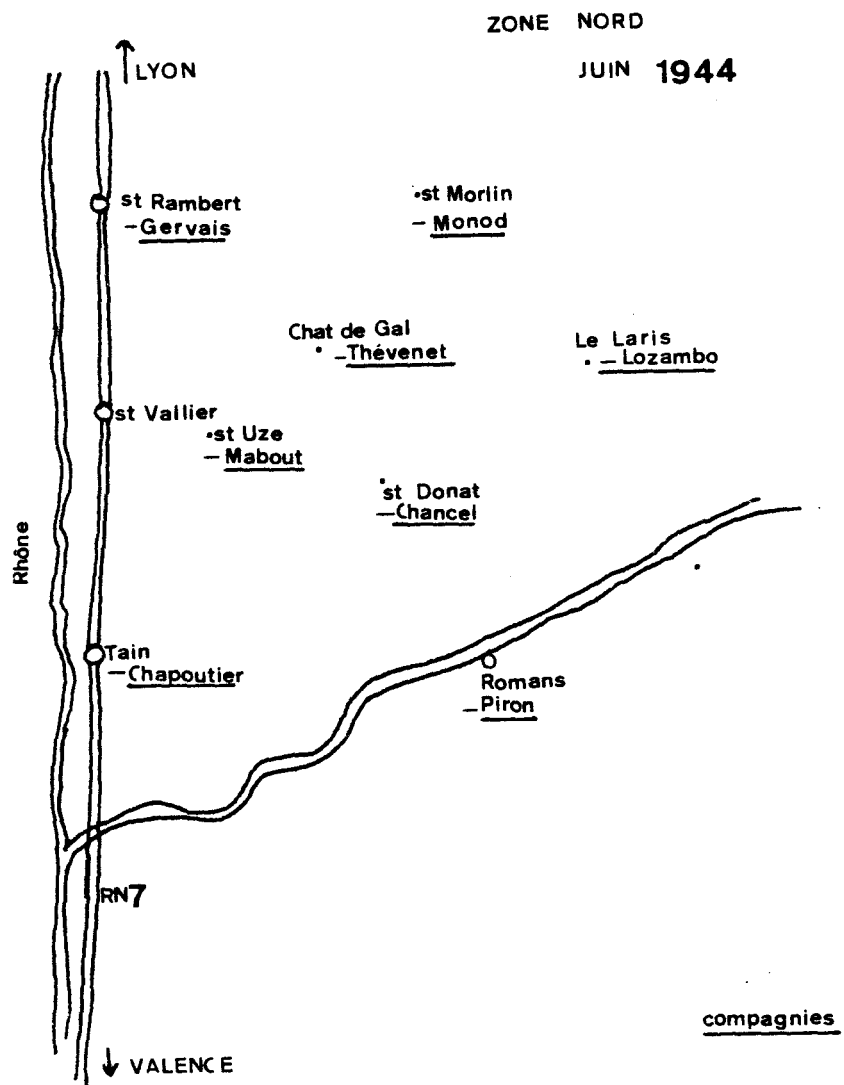 ZONE NORD
JUIN 1944
LYON
st Rambert
-Gervais
st Morlin
- Monod
Chat de Gal
-Thévenet
Le Laris
- Lozambo
st Vallier
st Uze
- Mabout
st Donat
-Chancel
Rhône
Tain
-Chapoutier
Romans
-Piron
RN7
compagnies
VALENCE